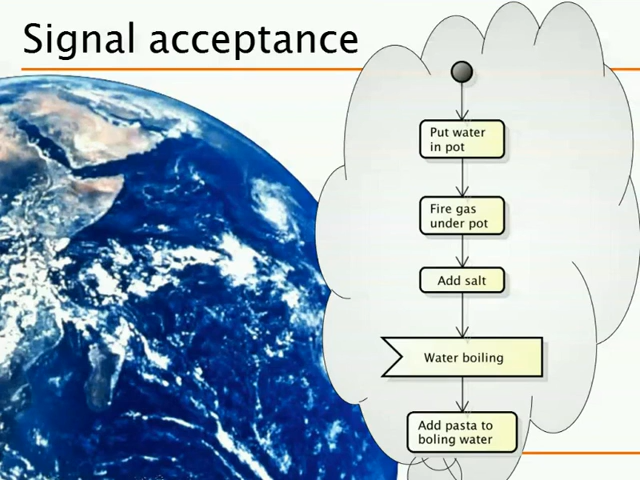 Signal acceptance
Put water
in pot
Fire gas
under pot
Add salt
Water boiling
Add pasta to
boling water